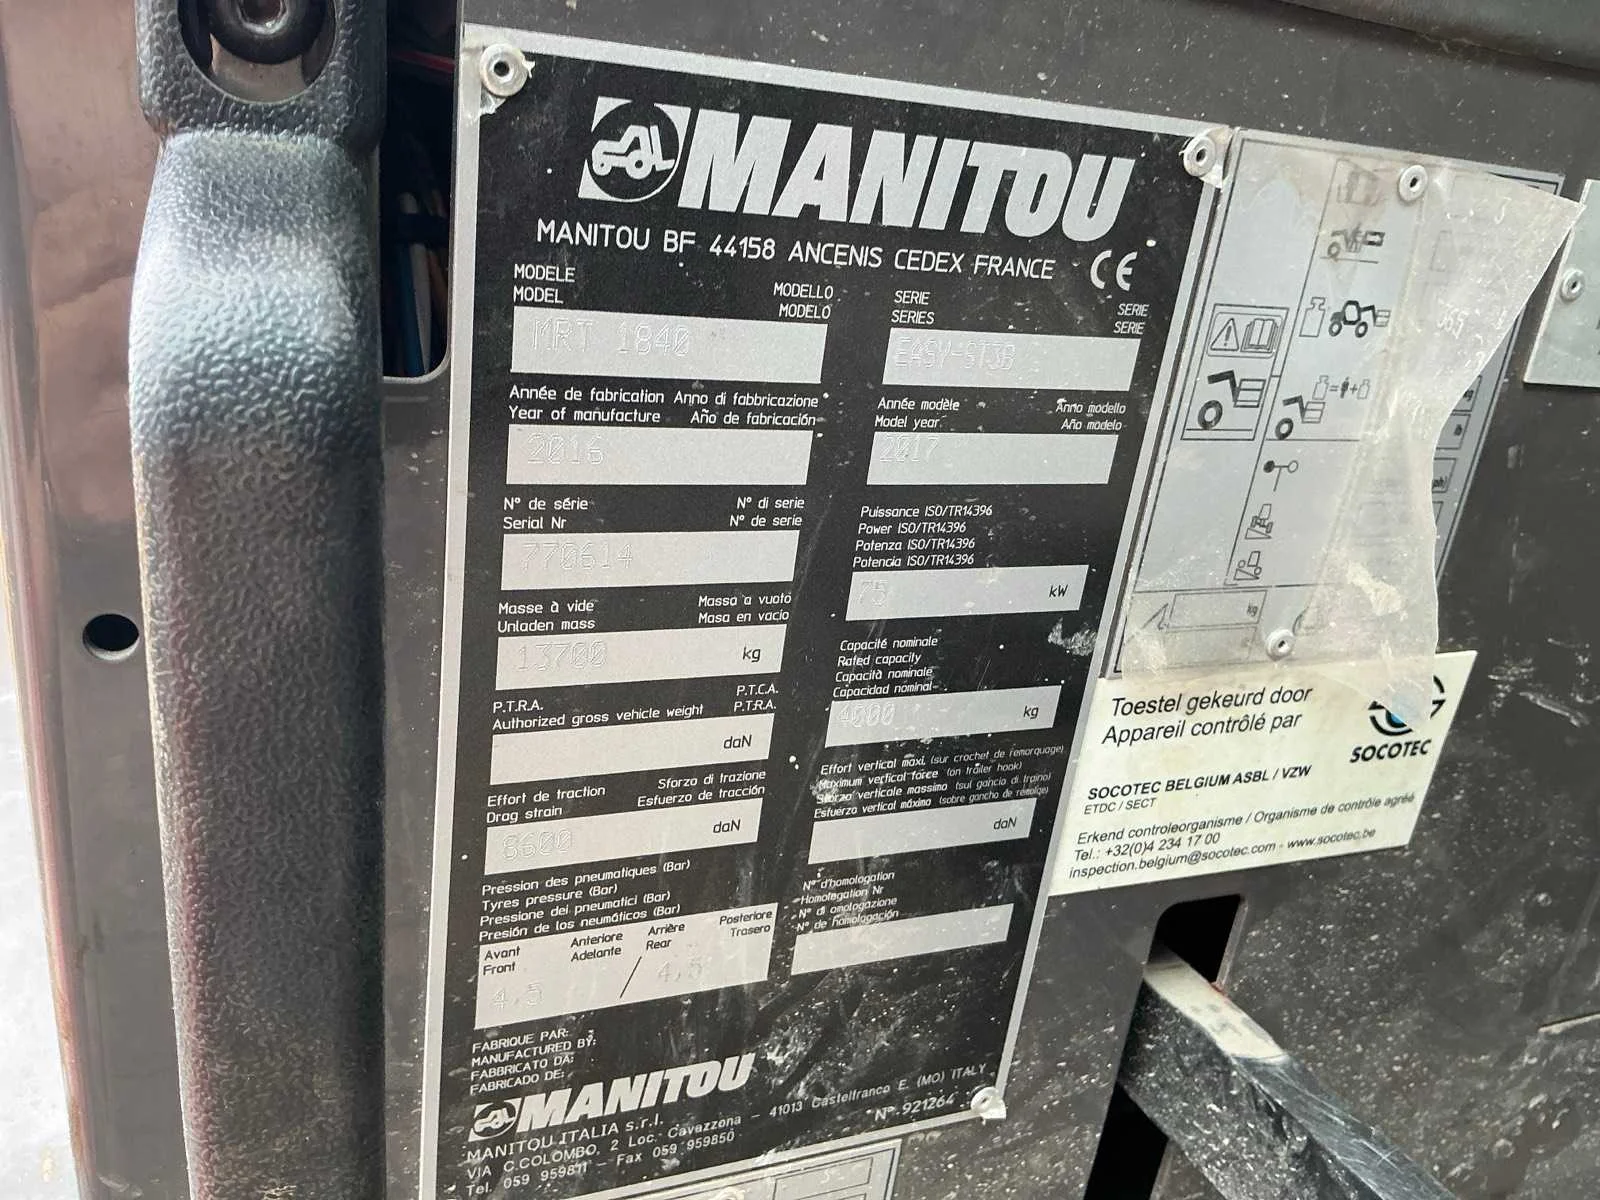 MANITOU
MANITOU BF 44158 ANCENIS CEDEX FRANCE CE
MODELE MODELLO
MODEL MODELO
MRT 1840
SERIE SERIE
SERIES SERIE
EASY-ST3B
Année de fabrication Anno di fabbricazione
Year of manufacture Año de fabricación
2016
Année modèle Anno modello
Model year Año modelo
2017
N° de série N° di serie
Serial Nr N° de serie
770614
Puissance ISO/TR14396
Power ISO/TR14396
Potenza ISO/TR14396
Potencia ISO/TR14396
75 kW
Masse à vide Massa a vuoto
Unladen mass Masa en vacio
13700 kg
Capacité nominale
Rated capacity
Capacità nominale
Capacidad nominal
4000 kg
P.T.R.A. P.T.C.A.
Authorized gross vehicle weight P.T.R.A.
daN
Effort vertical maxi. (sur crochet de remorquage)
Maximum vertical force (on trailer hook)
Sforzo verticale massimo (sul gancio di traino)
Esfuerzo vertical máximo (sobre gancho de remolge)
daN
Effort de traction Sforzo di trazione
Drag strain Esfuerzo de tracción
8600 daN
N° d'homologation
Homologation Nr
N° di omologazione
N° de homologación
Pression des pneumatiques (Bar)
Tyres pressure (Bar)
Pressione dei pneumatici (Bar)
Presión de los neumáticos (Bar)
Avant Anteriore Arrière Posteriore
Front Adelante Rear Trasero
4,5 / 4,5
FABRIQUE PAR:
MANUFACTURED BY:
FABBRICATO DA:
FABRICADO DE:
MANITOU
MANITOU ITALIA s.r.l.
VIA C.COLOMBO, 2 Loc. Cavazzona - 41013 Castelfranco E. (MO) ITALY
Tel. 059 959811 - Fax 059 959850 N° 921264
kg
Toestel gekeurd door
Appareil contrôlé par
SOCOTEC
SOCOTEC BELGIUM ASBL / VZW
ETDC / SECT
Erkend controleorganisme / Organisme de contrôle agréé
Tel.: +32(0)4 234 17 00
inspection.belgium@socotec.com - www.socotec.be